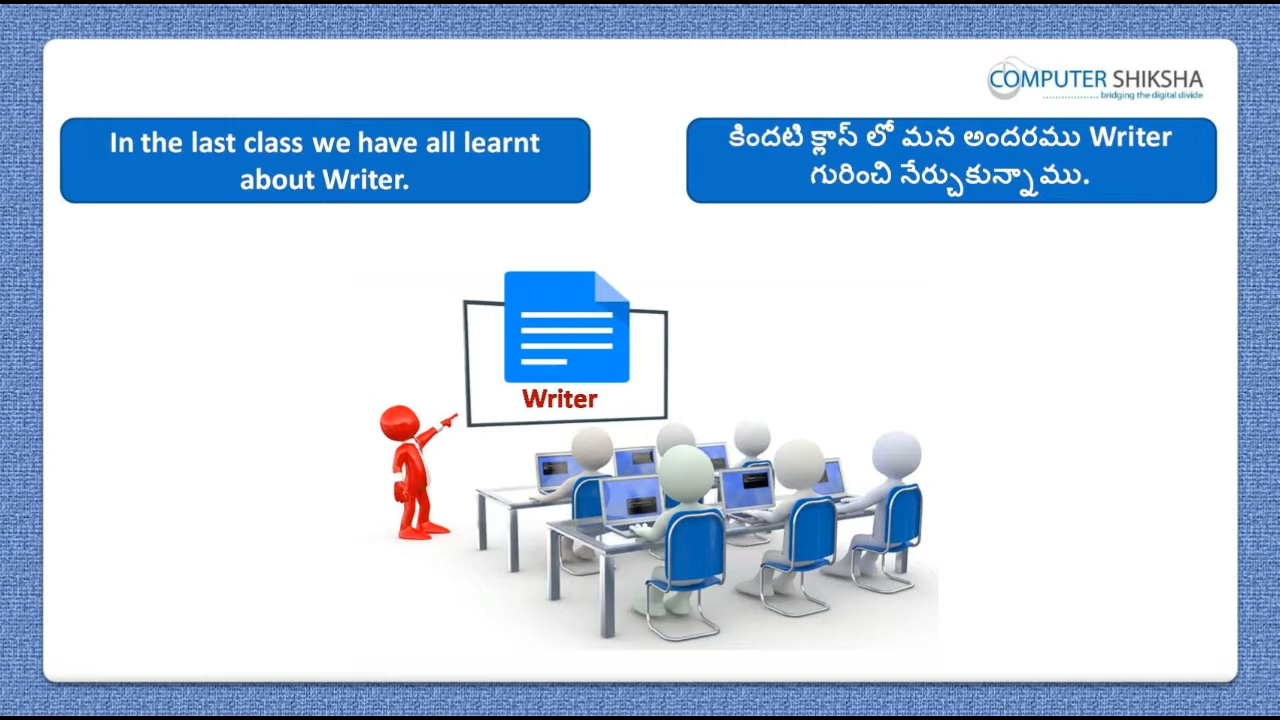 COMPUTER SHIKSHA
bridging the digital divide
In the last class we have all learnt
about Writer.
కిందటి క్లాస్ లో మన అందరము Writer
గురించి నేర్చుకున్నాము.
Writer